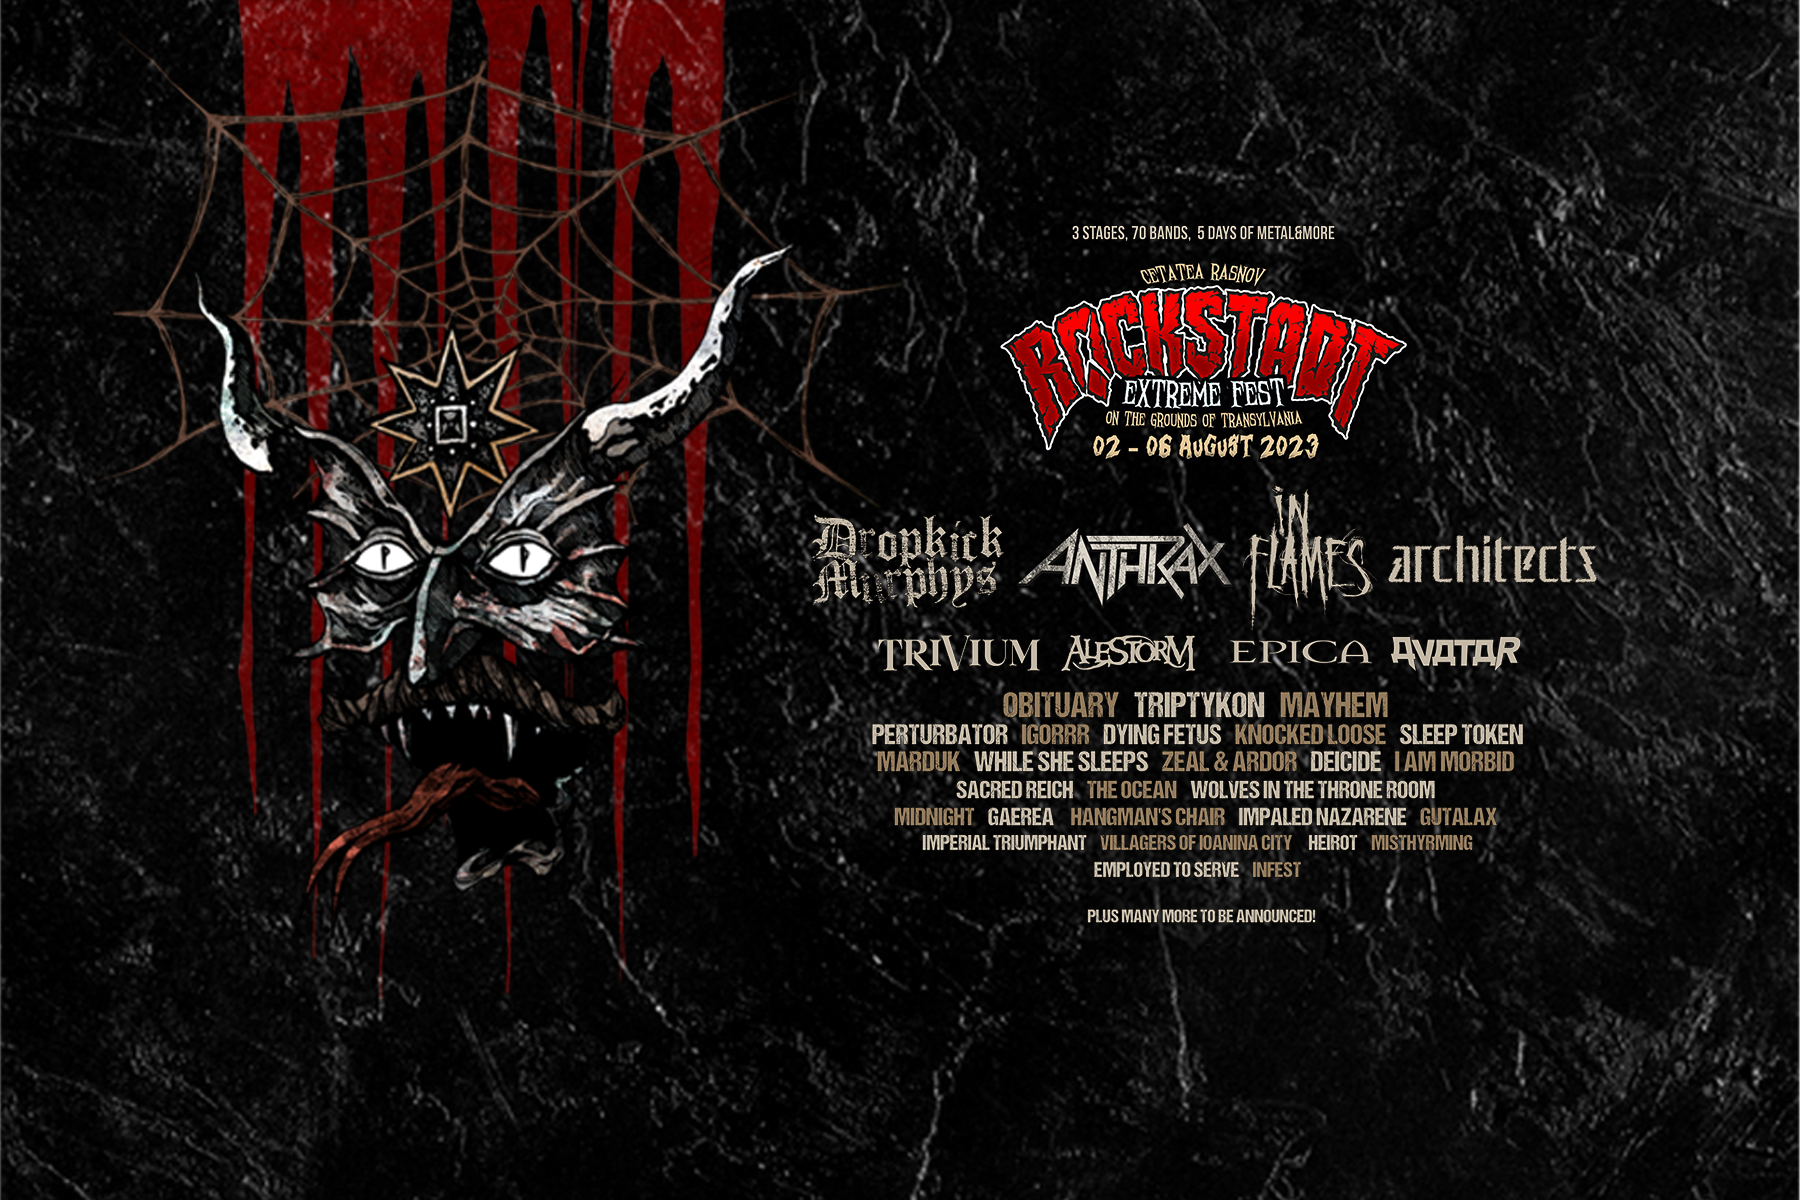 3 STAGES, 70 BANDS, 5 DAYS OF METAL&MORE
CETATEA RASNOV
ROCKSTADT
EXTREME FEST
ON THE GROUNDS OF TRANSYLVANIA
02 - 06 AUGUST 2023
Dropkick Murphys ANTHRAX IN FLAMES architects
TRIVIUM ALESTORM EPICA AVATAR
OBITUARY TRIPTYKON MAYHEM
PERTURBATOR IGORRR DYING FETUS KNOCKED LOOSE SLEEP TOKEN
MARDUK WHILE SHE SLEEPS ZEAL & ARDOR DEICIDE I AM MORBID
SACRED REICH THE OCEAN WOLVES IN THE THRONE ROOM
MIDNIGHT GAEREA HANGMAN'S CHAIR IMPALED NAZARENE GUTALAX
IMPERIAL TRIUMPHANT VILLAGERS OF IOANINA CITY HEIROT MISTHYRMING
EMPLOYED TO SERVE INFEST
PLUS MANY MORE TO BE ANNOUNCED!